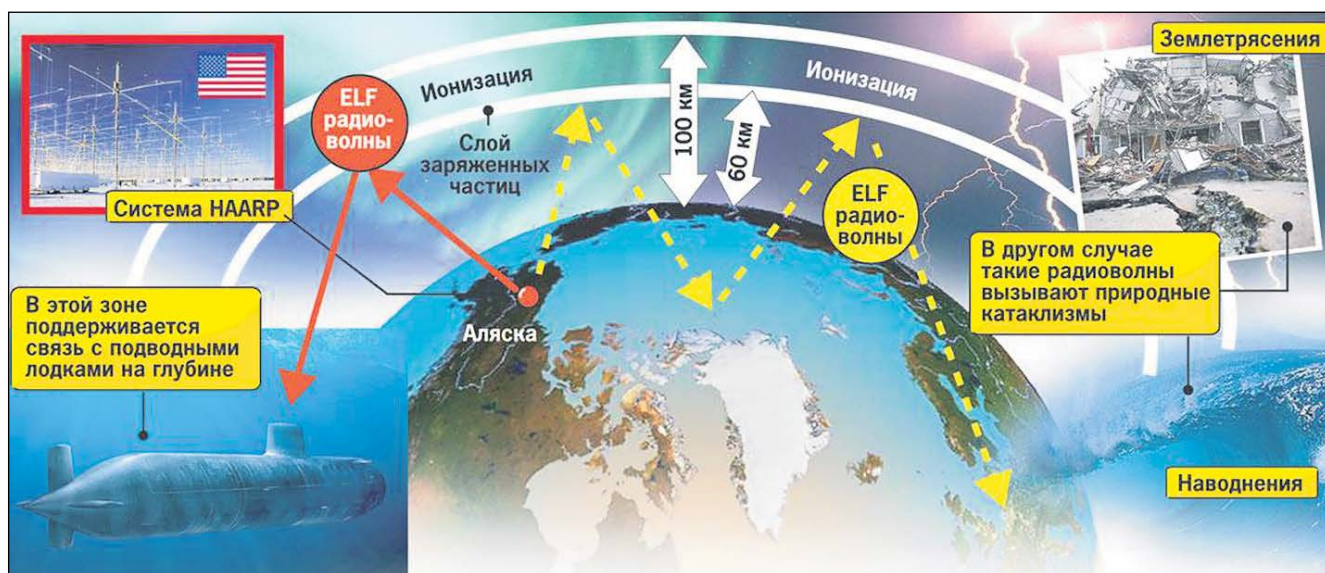 Система HAARP
ELF
радио-
волны
Ионизация
Слой
заряженных
частиц
100 км
60 км
Ионизация
ELF
радио-
волны
Землетрясения
В другом случае
такие радиоволны
вызывают природные
катаклизмы
В этой зоне
поддерживается
связь с подводными
лодками на глубине
Аляска
Наводнения